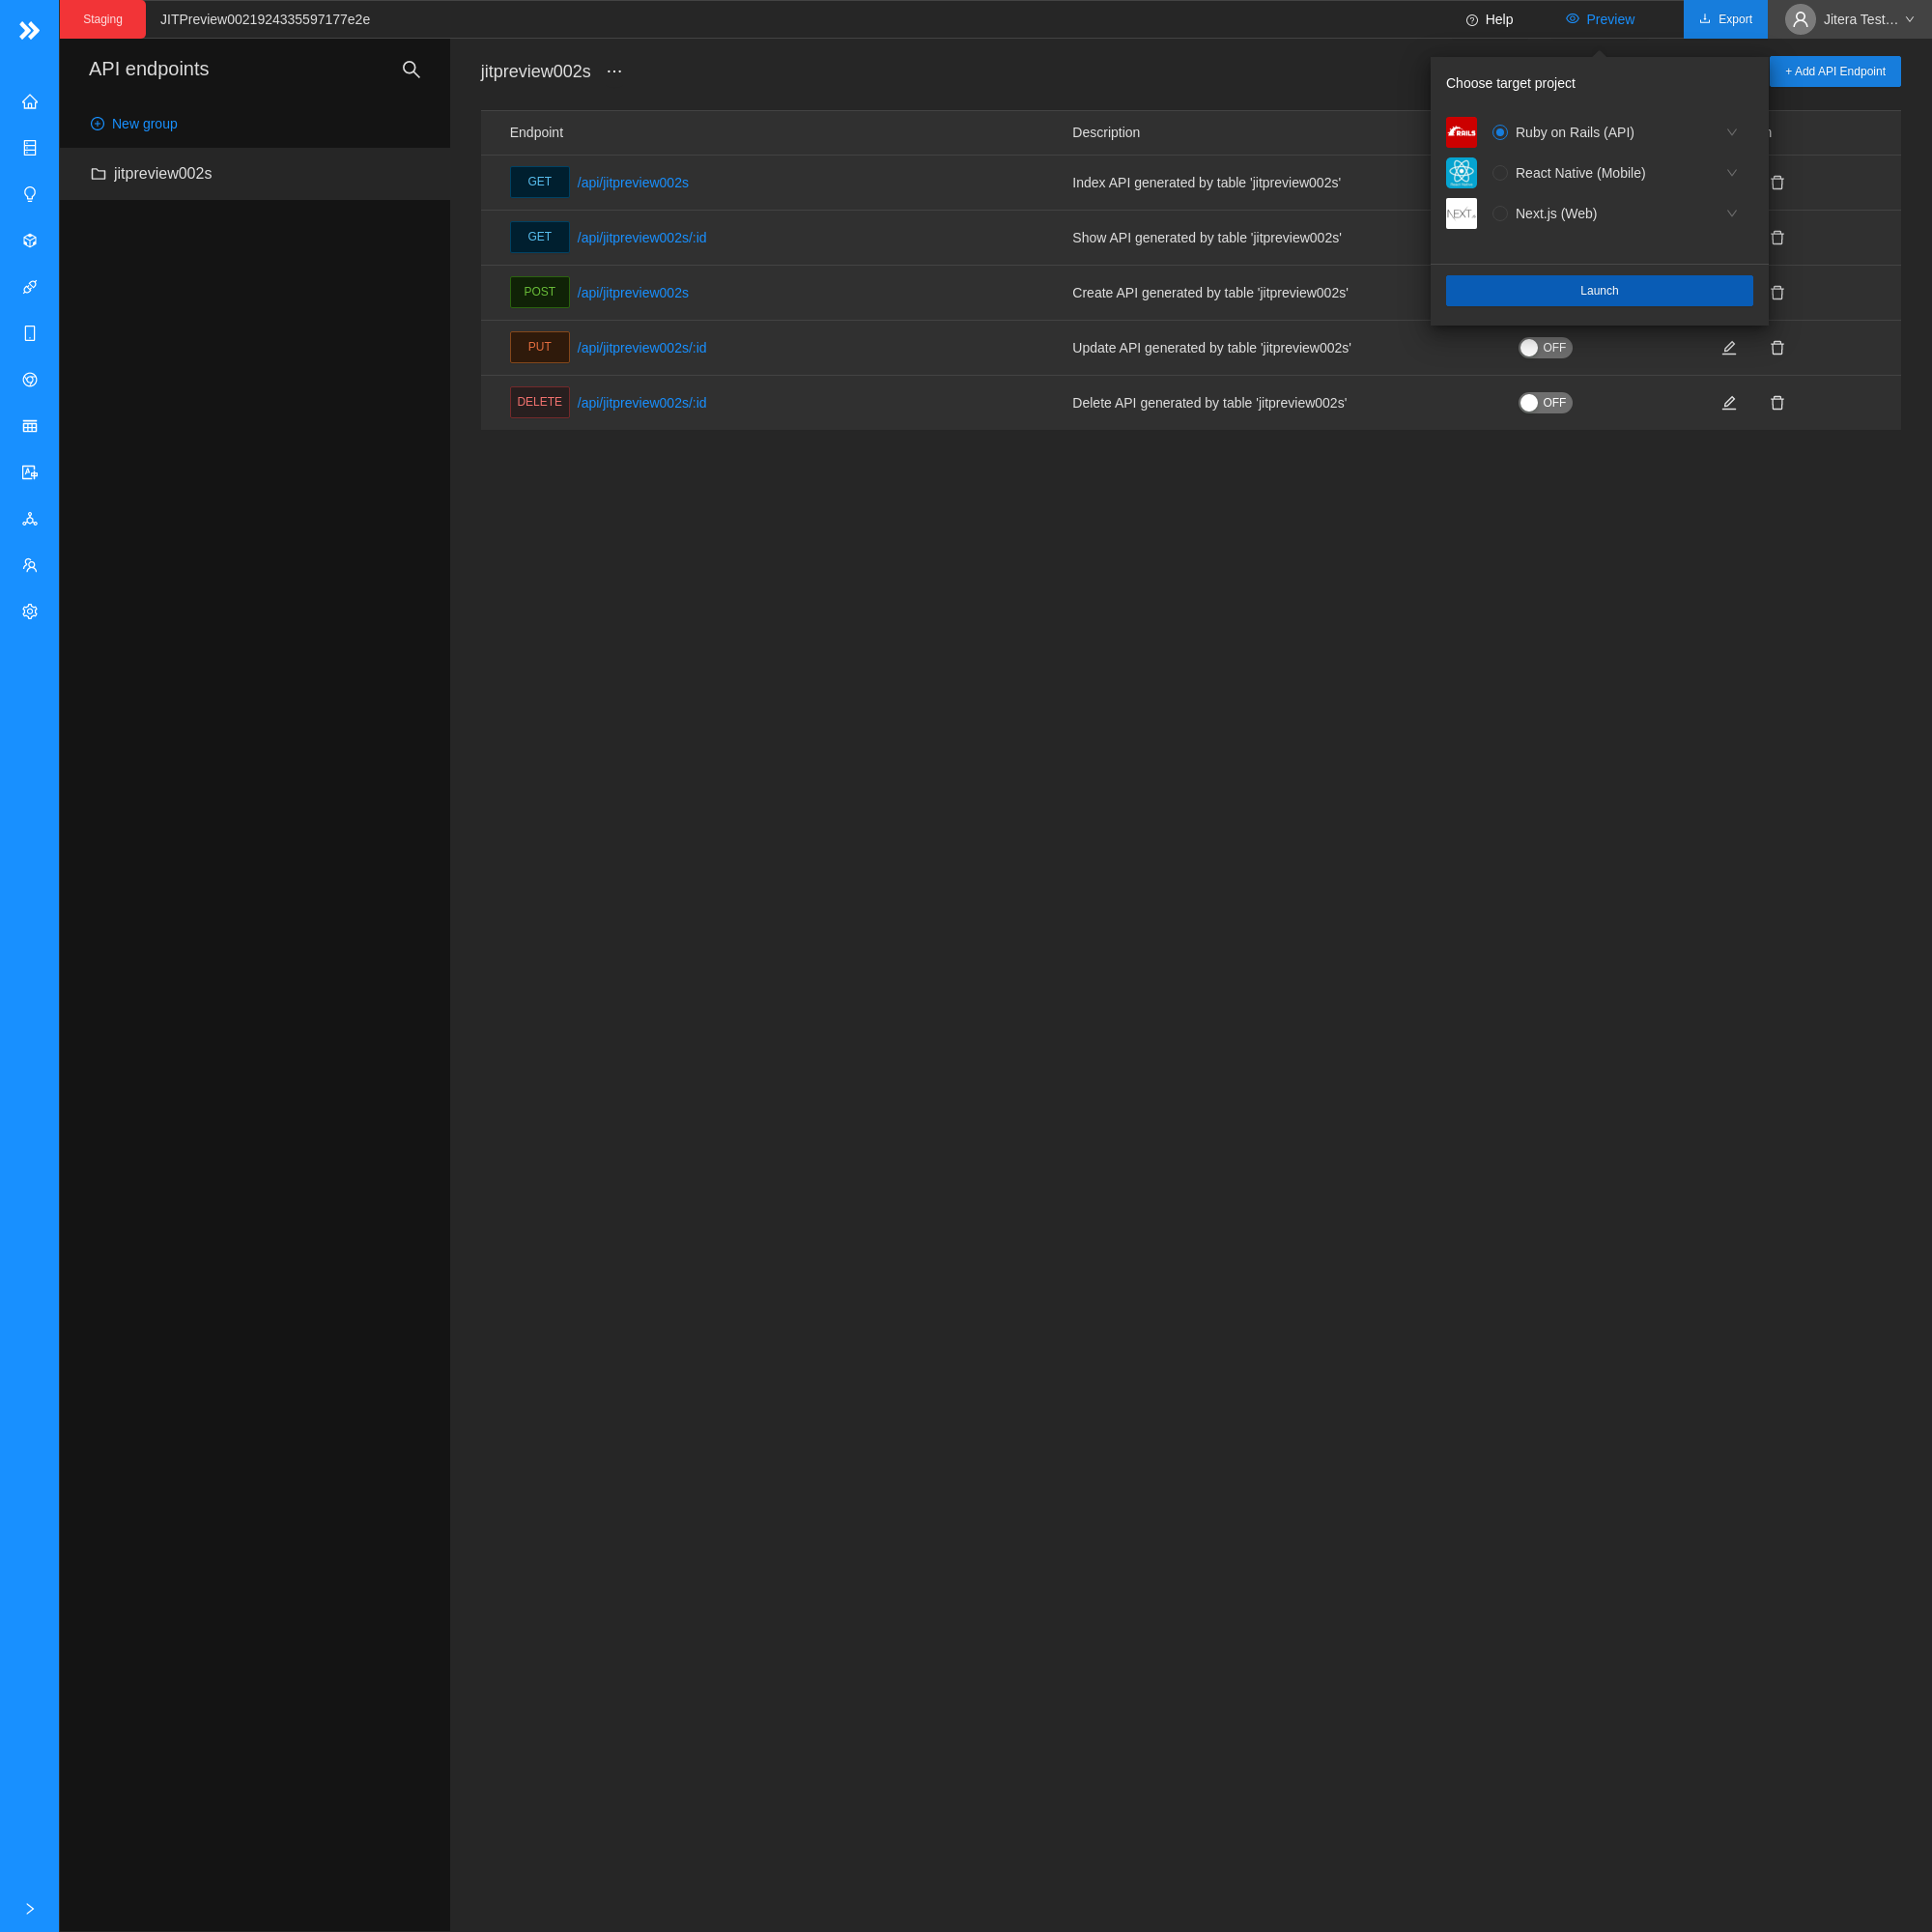 Staging
JITPreview0021924335597177e2e
Help
Preview
Export
Jitera Test…
API endpoints
New group
jitpreview002s
jitpreview002s
+ Add API Endpoint
Choose target project
RAILS
Ruby on Rails (API)
React Native (Mobile)
NEXT.js
Next.js (Web)
Launch
Endpoint
Description
n
GET /api/jitpreview002s Index API generated by table 'jitpreview002s'
GET /api/jitpreview002s/:id Show API generated by table 'jitpreview002s'
POST /api/jitpreview002s Create API generated by table 'jitpreview002s'
PUT /api/jitpreview002s/:id Update API generated by table 'jitpreview002s' OFF
DELETE /api/jitpreview002s/:id Delete API generated by table 'jitpreview002s' OFF